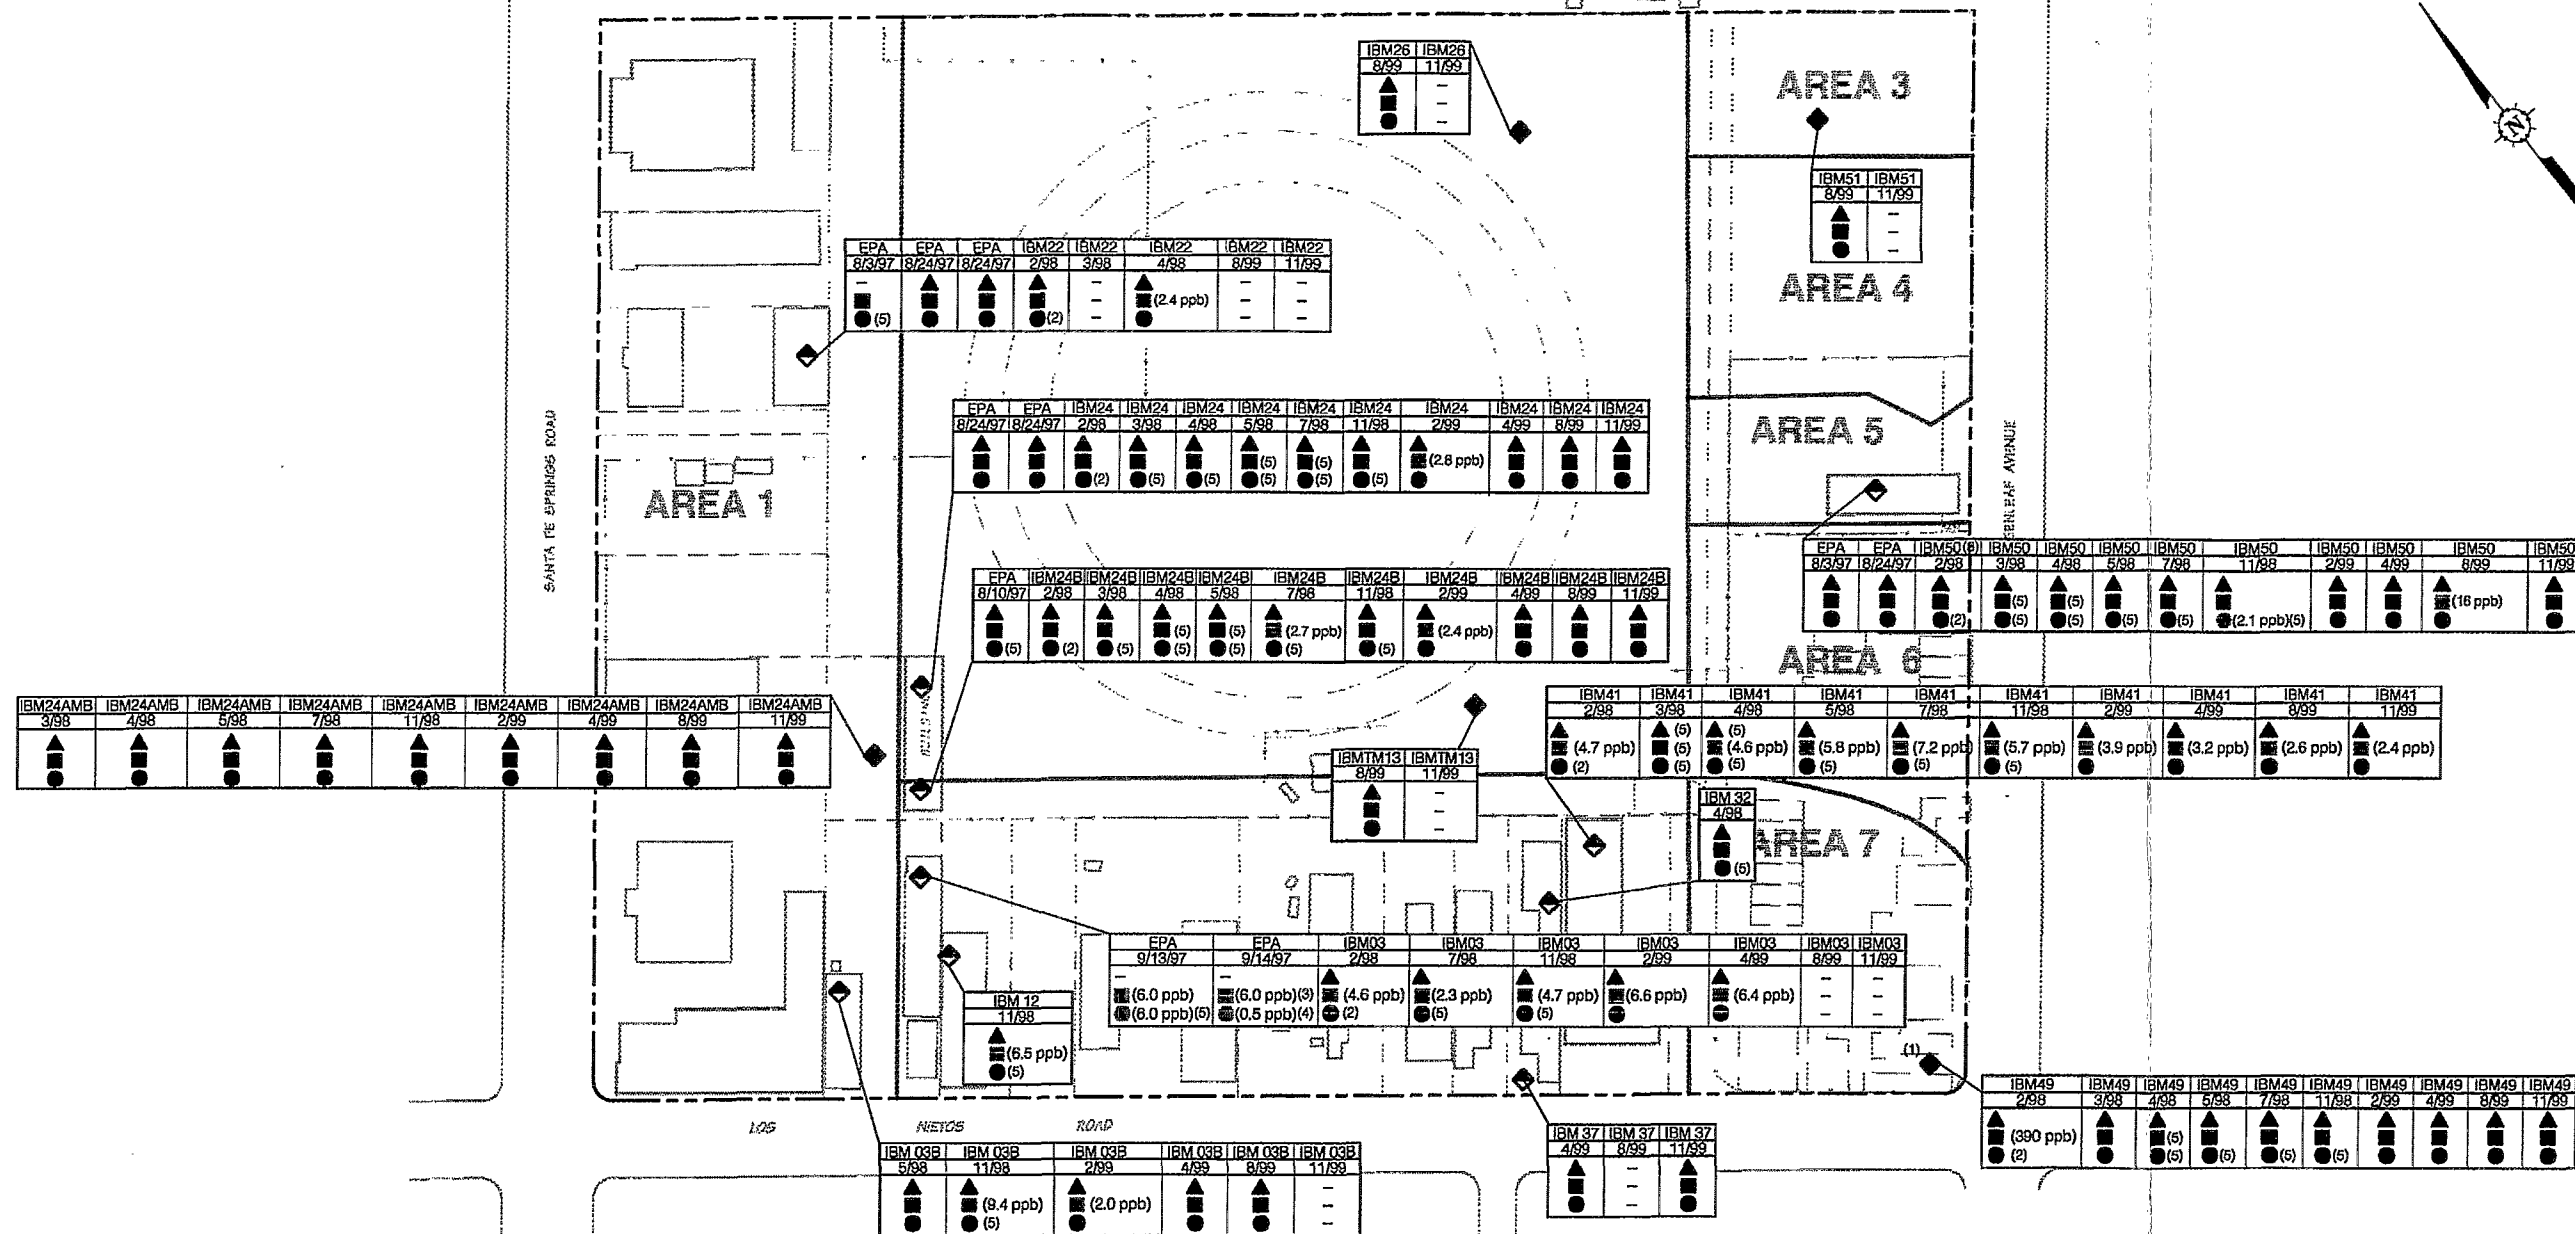 IBM26 IBM26
8/99 11/99
-
-
-
AREA 3
N
IBM51 IBM51
8/99 11/99
-
-
-
AREA 4
EPA EPA EPA IBM22 IBM22 IBM22 IBM22 IBM22
8/3/97 8/24/97 8/24/97 2/98 3/98 4/98 8/99 11/99
- - - -
- (2.4 ppb) - -
(5) (2) - - -
EPA EPA IBM24 IBM24 IBM24 IBM24 IBM24 IBM24 IBM24 IBM24 IBM24 IBM24
8/24/97 8/24/97 2/98 3/98 4/98 5/98 7/98 11/98 2/99 4/99 8/99 11/99
(5) (5) (2.8 ppb)
(2) (5) (5) (5) (5) (5)
AREA 5
AREA 1
SANTA FE SPRINGS ROAD
AVENUE
EPA EPA IBM50(6) IBM50 IBM50 IBM50 IBM50 IBM50 IBM50 IBM50 IBM50 IBM50
8/3/97 8/24/97 2/98 3/98 4/98 5/98 7/98 11/98 2/99 4/99 8/99 11/99
(5) (5) (16 ppb)
(2) (5) (5) (5) (5) (2.1 ppb)(5)
EPA IBM24B IBM24B IBM24B IBM24B IBM24B IBM24B IBM24B IBM24B IBM24B IBM24B
8/10/97 2/98 3/98 4/98 5/98 7/98 11/98 2/99 4/99 8/99 11/99
(5) (5) (2.7 ppb) (2.4 ppb)
(5) (2) (5) (5) (5) (5) (5)
AREA 6
IBM24AMB IBM24AMB IBM24AMB IBM24AMB IBM24AMB IBM24AMB IBM24AMB IBM24AMB IBM24AMB
3/98 4/98 5/98 7/98 11/98 2/99 4/99 8/99 11/99
IBM41 IBM41 IBM41 IBM41 IBM41 IBM41 IBM41 IBM41 IBM41 IBM41
2/98 3/98 4/98 5/98 7/98 11/98 2/99 4/99 8/99 11/99
(5) (5)
(4.7 ppb) (5) (4.6 ppb) (5.8 ppb) (7.2 ppb) (5.7 ppb) (3.9 ppb) (3.2 ppb) (2.6 ppb) (2.4 ppb)
(2) (5) (5) (5) (5) (5)
IBMTM13 IBMTM13
8/99 11/99
-
-
-
IBM 32
4/98
(5)
AREA 7
EPA EPA IBM03 IBM03 IBM03 IBM03 IBM03 IBM03 IBM03
9/13/97 9/14/97 2/98 7/98 11/98 2/99 4/99 8/99 11/99
- - - -
(6.0 ppb) (6.0 ppb)(3) (4.6 ppb) (2.3 ppb) (4.7 ppb) (6.6 ppb) (6.4 ppb) - -
(6.0 ppb)(5) (0.5 ppb)(4) (2) (5) (5) - -
IBM 12
11/98
(6.5 ppb)
(5)
(1)
IBM49 IBM49 IBM49 IBM49 IBM49 IBM49 IBM49 IBM49 IBM49 IBM49
2/98 3/98 4/98 5/98 7/98 11/98 2/99 4/99 8/99 11/99
(390 ppb) (5)
(2) (5) (5) (5) (5)
LOS NIETOS ROAD
IBM 37 IBM 37 IBM 37
4/99 8/99 11/99
-
-
-
IBM 03B IBM 03B IBM 03B IBM 03B IBM 03B IBM 03B
5/98 11/98 2/99 4/99 8/99 11/99
-
(9.4 ppb) (2.0 ppb) -
(5) -